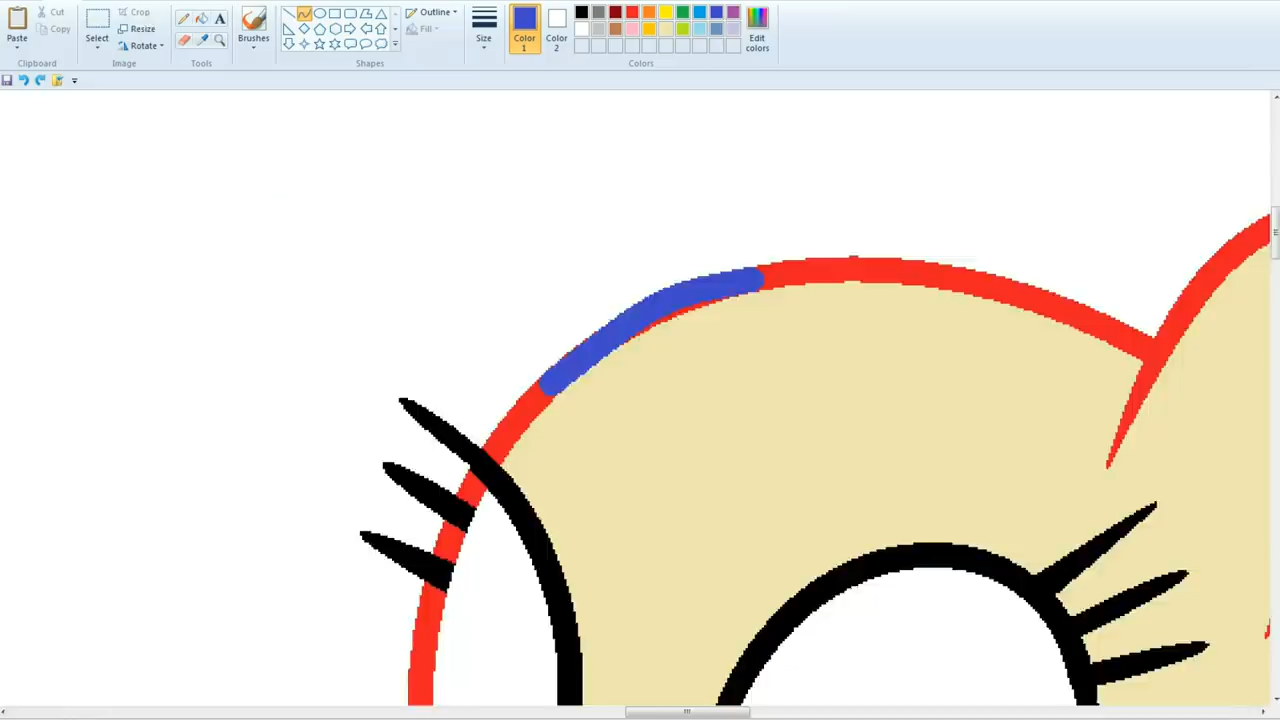 Paste
Cut
Copy
Clipboard
Select
Crop
Resize
Rotate
Image
A
Tools
Brushes
Shapes
Outline
Fill
Size
Color
1
Color
2
Edit
colors
Colors